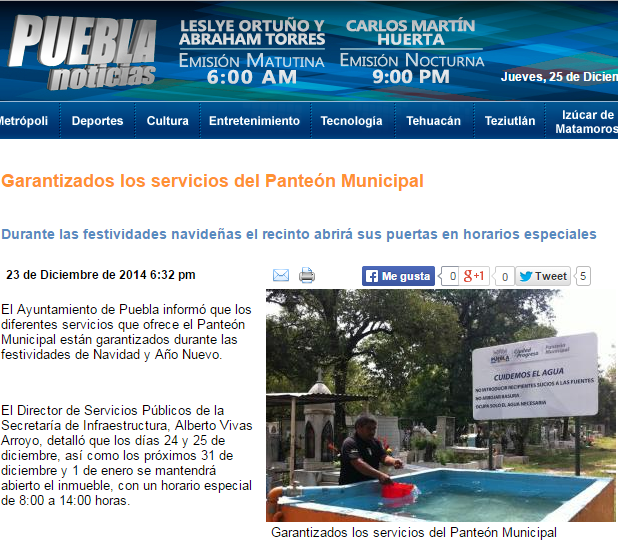 PUEBLA
noticias
LESLYE ORTUÑO Y
ABRAHAM TORRES
EMISIÓN MATUTINA
6:00 AM
CARLOS MARTÍN
HUERTA
EMISIÓN NOCTURNA
9:00 PM
Jueves, 25 de Dicien
Metrópoli Deportes Cultura Entretenimiento Tecnología Tehuacán Teziutlán Izúcar de
Matamoros
Garantizados los servicios del Panteón Municipal
Durante las festividades navideñas el recinto abrirá sus puertas en horarios especiales
23 de Diciembre de 2014 6:32 pm
Me gusta 0 g+1 0 Tweet 5
El Ayuntamiento de Puebla informó que los
diferentes servicios que ofrece el Panteón
Municipal están garantizados durante las
festividades de Navidad y Año Nuevo.
El Director de Servicios Públicos de la
Secretaría de Infraestructura, Alberto Vivas
Arroyo, detalló que los días 24 y 25 de
diciembre, así como los próximos 31 de
diciembre y 1 de enero se mantendrá
abierto el inmueble, con un horario especial
de 8:00 a 14:00 horas.
PUEBLA Ciudad de Progreso Panteón Municipal
CUIDEMOS EL AGUA
NO INTRODUCIR RECIPIENTES SUCIOS A LAS FUENTES
NO ARROJAR BASURA
OCUPA SOLO EL AGUA NECESARIA
Garantizados los servicios del Panteón Municipal